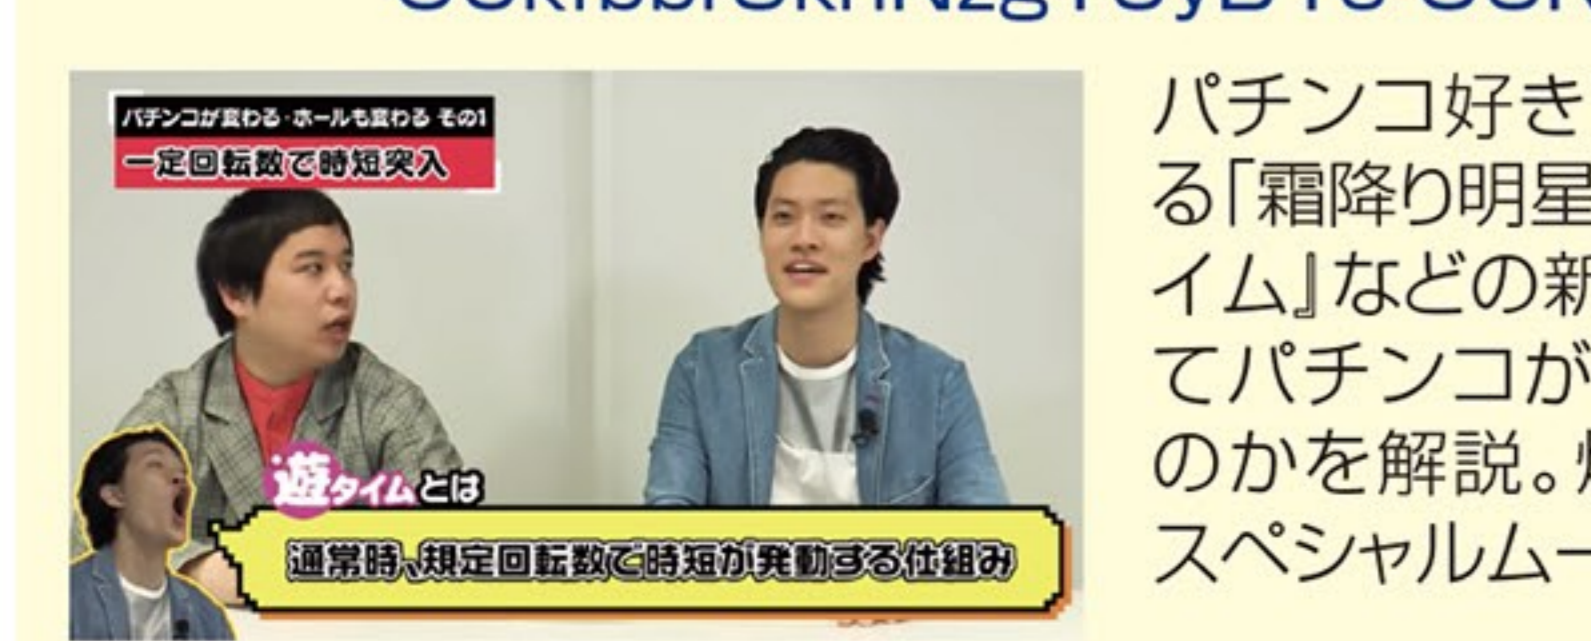 パチンコが変わる・ホールも変わる その1
一定回転数で時短突入
遊タイムとは
通常時、規定回転数で時短が発動する仕組み
パチンコ好き
る「霜降り明星
イム』などの新
てパチンコが
のかを解説。
スペシャルムー